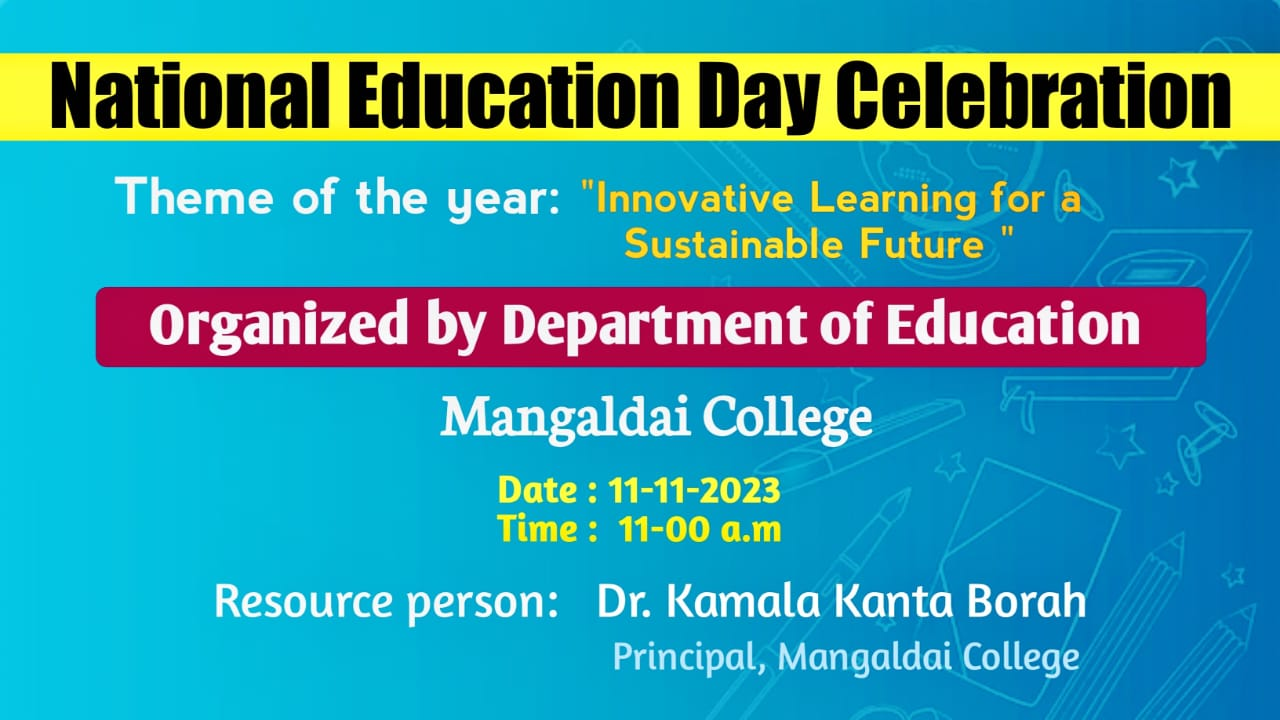 National Education Day Celebration
Theme of the year: "Innovative Learning for a
Sustainable Future "
Organized by Department of Education
Mangaldai College
Date : 11-11-2023
Time : 11-00 a.m
Resource person: Dr. Kamala Kanta Borah
Principal, Mangaldai College